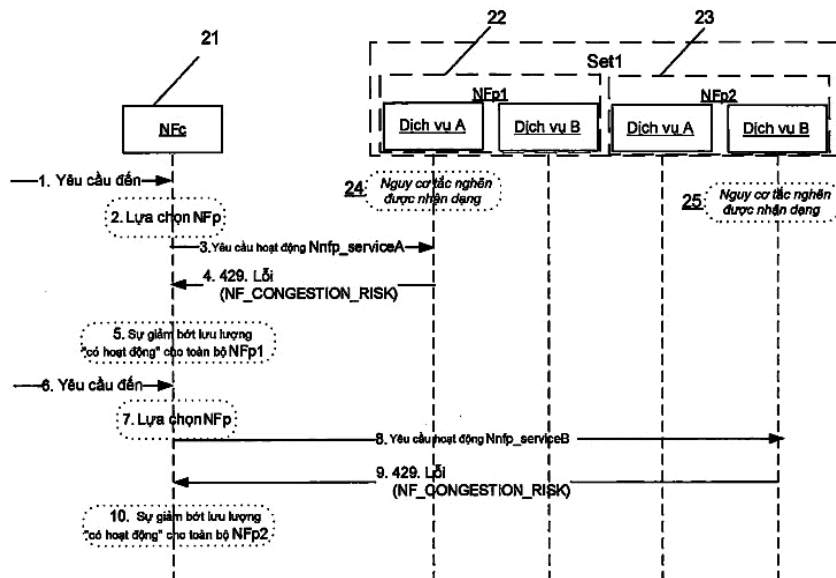 21
22
23
Set1
NFc
NFp1
NFp2
Dịch vụ A
Dịch vụ B
Dịch vụ A
Dịch vụ B
1. Yêu cầu đến
24
Nguy cơ tắc nghẽn
được nhận dạng
25
Nguy cơ tắc nghẽn
được nhận dạng
2. Lựa chọn NFp
3.Yêu cầu hoạt động Nnfp_serviceA
4. 429. Lỗi
(NF_CONGESTION_RISK)
5. Sự giảm bớt lưu lượng
"có hoạt động" cho toàn bộ NFp1
6. Yêu cầu đến
7. Lựa chọn NFp
8. Yêu cầu hoạt động Nnfp_serviceB
9. 429. Lỗi
(NF_CONGESTION_RISK)
10. Sự giảm bớt lưu lượng
"có hoạt động" cho toàn bộ NFp2